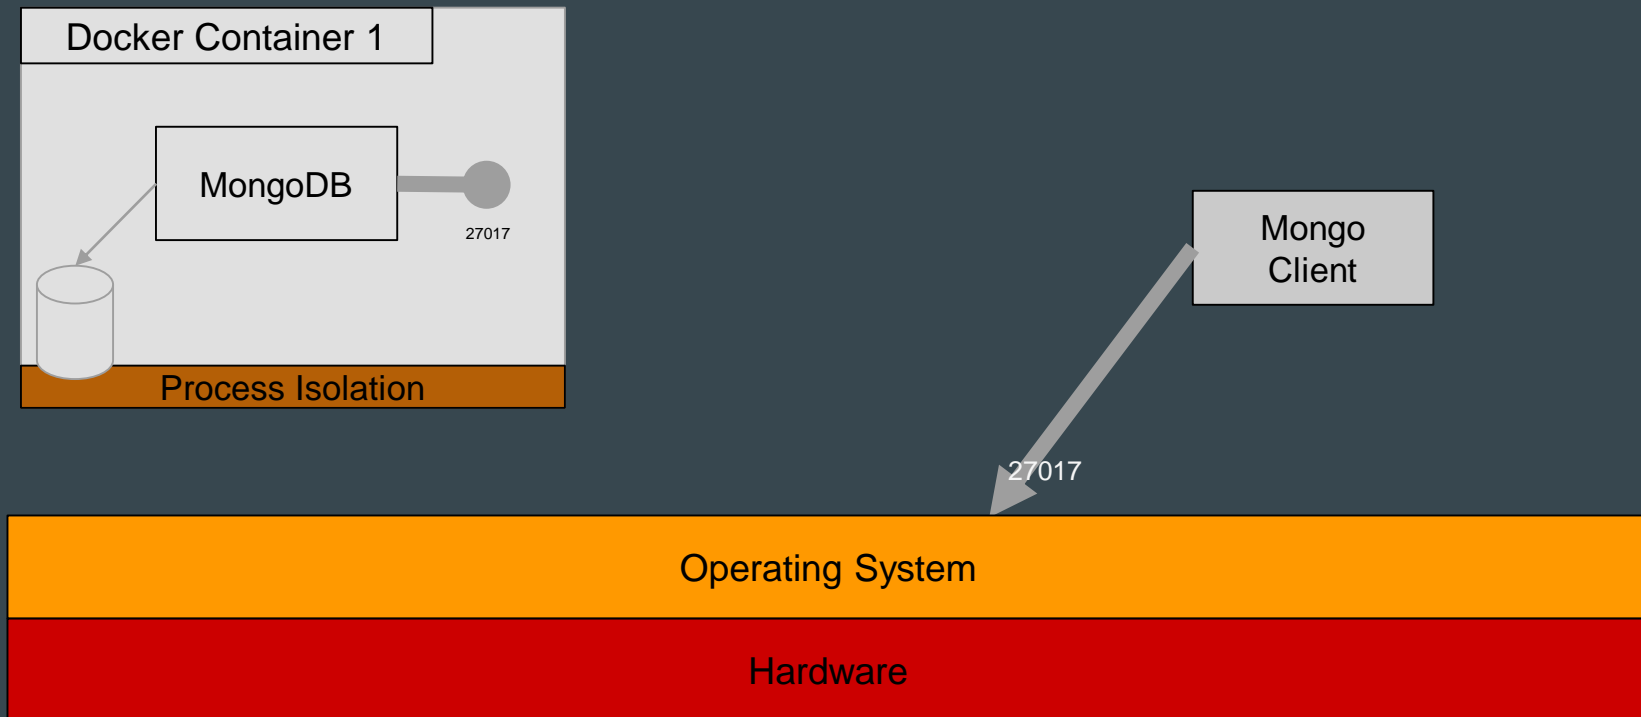 Docker Container 1
MongoDB
27017
Process Isolation
Mongo
Client
27017
Operating System
Hardware